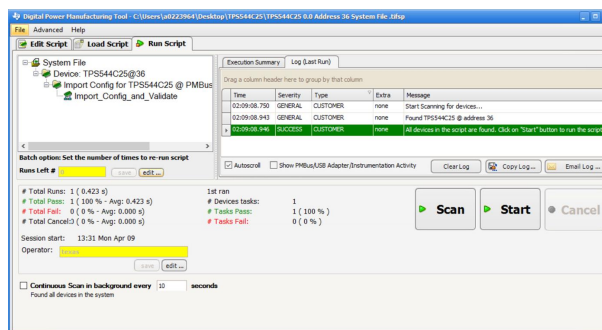 Digital Power Manufacturing Tool - C:\Users\a0223964\Desktop\TPS544C25\TPS544C25 0.0 Address 36 System File .tifsp
File Advanced Help
Edit Script Load Script Run Script
System File
Device: TPS544C25@36
Import Config for TPS544C25 @ PMBus
Import_Config_and_Validate
Batch option: Set the number of times to re-run script
Runs Left # 0 save edit ...
Execution Summary Log (Last Run)
Drag a column header here to group by that column
Time Severity Type Extra Message
02:09:08.750 GENERAL CUSTOMER none Start Scanning for devices...
02:09:08.943 GENERAL CUSTOMER none Found TPS544C25 @ address 36
02:09:08.946 SUCCESS CUSTOMER none All devices in the script are found. Click on "Start" button to run the script
Autoscroll Show PMBus/USB Adapter/Instrumentation Activity Clear Log Copy Log... Email Log ...
# Total Runs: 1 ( 0.423 s)
# Total Pass: 1 ( 100 % - Avg: 0.423 s)
# Total Fail: 0 ( 0 % - Avg: 0.000 s)
# Total Cancel:0 ( 0 % - Avg: 0.000 s)
1st ran
# Devices tasks: 1
# Tasks Pass: 1 ( 100 % )
# Tasks Fail: 0 ( 0 % )
Scan Start Cancel
Session start: 13:31 Mon Apr 09
Operator:
save edit ...
Continuous Scan in background every 10 seconds
Found all devices in the system